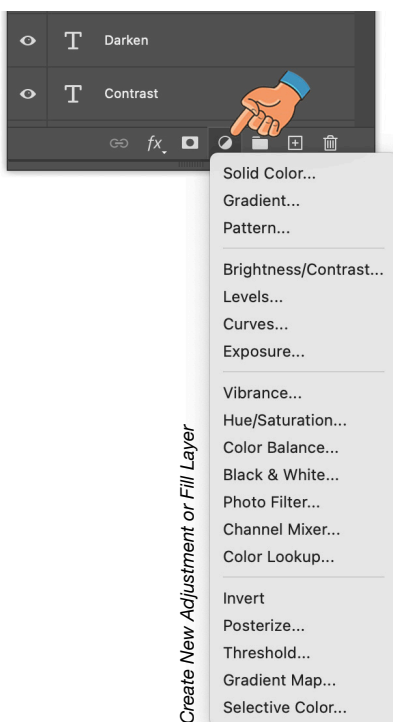 T Darken
T Contrast
fx
Solid Color...
Gradient...
Pattern...
Brightness/Contrast...
Levels...
Curves...
Exposure...
Vibrance...
Hue/Saturation...
Color Balance...
Black & White...
Photo Filter...
Channel Mixer...
Color Lookup...
Invert
Posterize...
Threshold...
Gradient Map...
Selective Color...
Create New Adjustment or Fill Layer